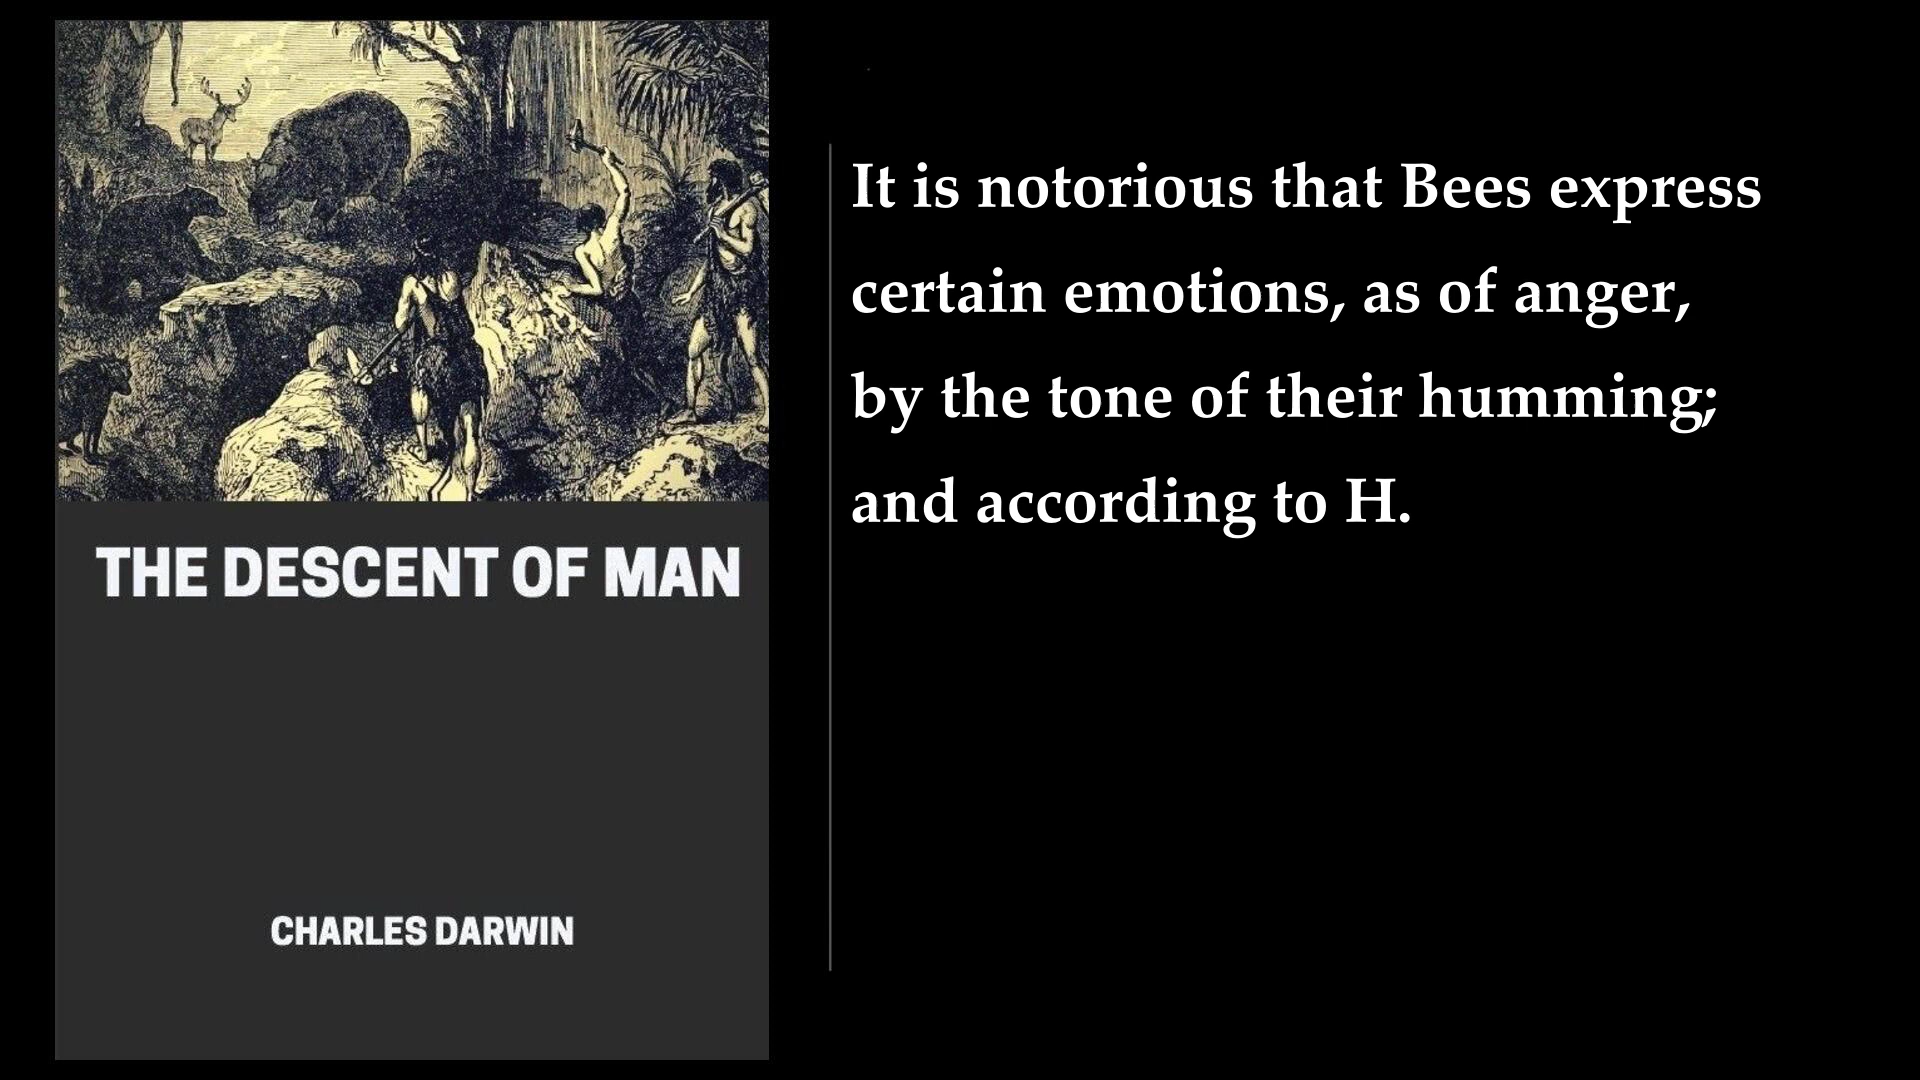 THE DESCENT OF MAN
CHARLES DARWIN
It is notorious that Bees express
certain emotions, as of anger,
by the tone of their humming;
and according to H.